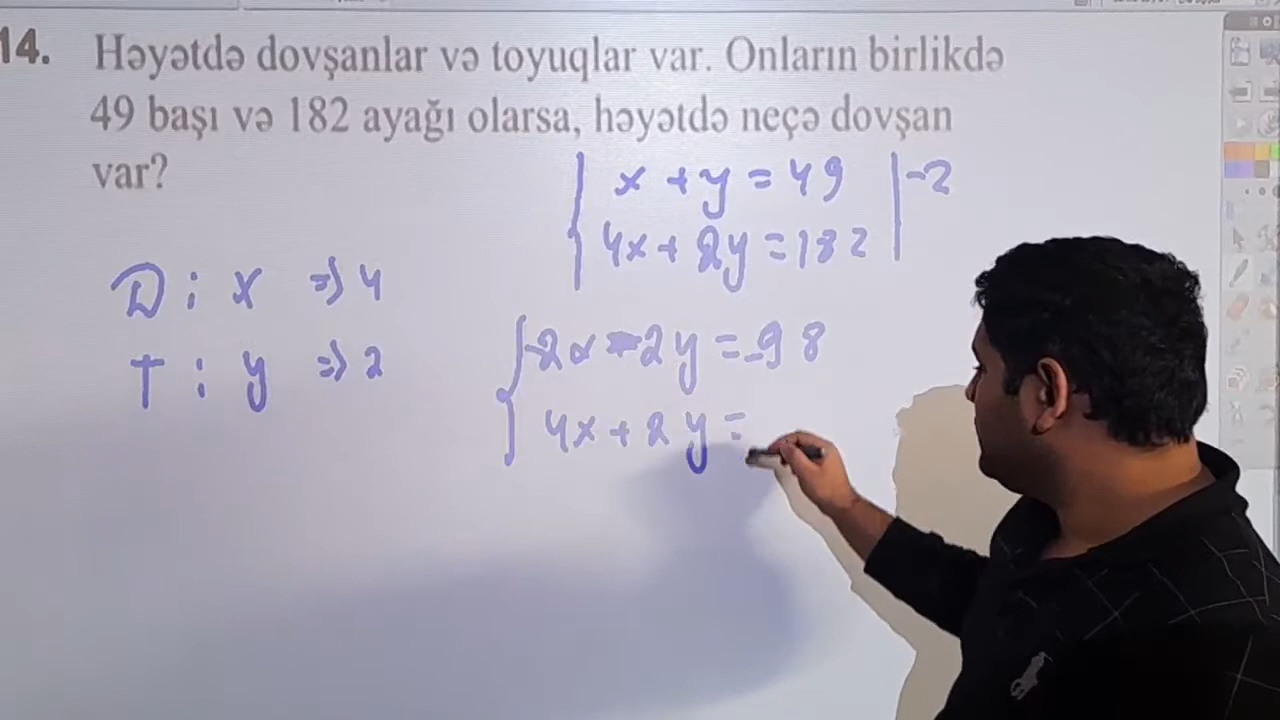 14. Həyətdə dovşanlar və toyuqlar var. Onların birlikdə
49 başı və 182 ayağı olarsa, həyətdə neçə dovşan
var?
x + y = 49 | -2
4x + 2y = 182
D : x => 4
T : y => 2
-2x - 2y = -98
4x + 2y =